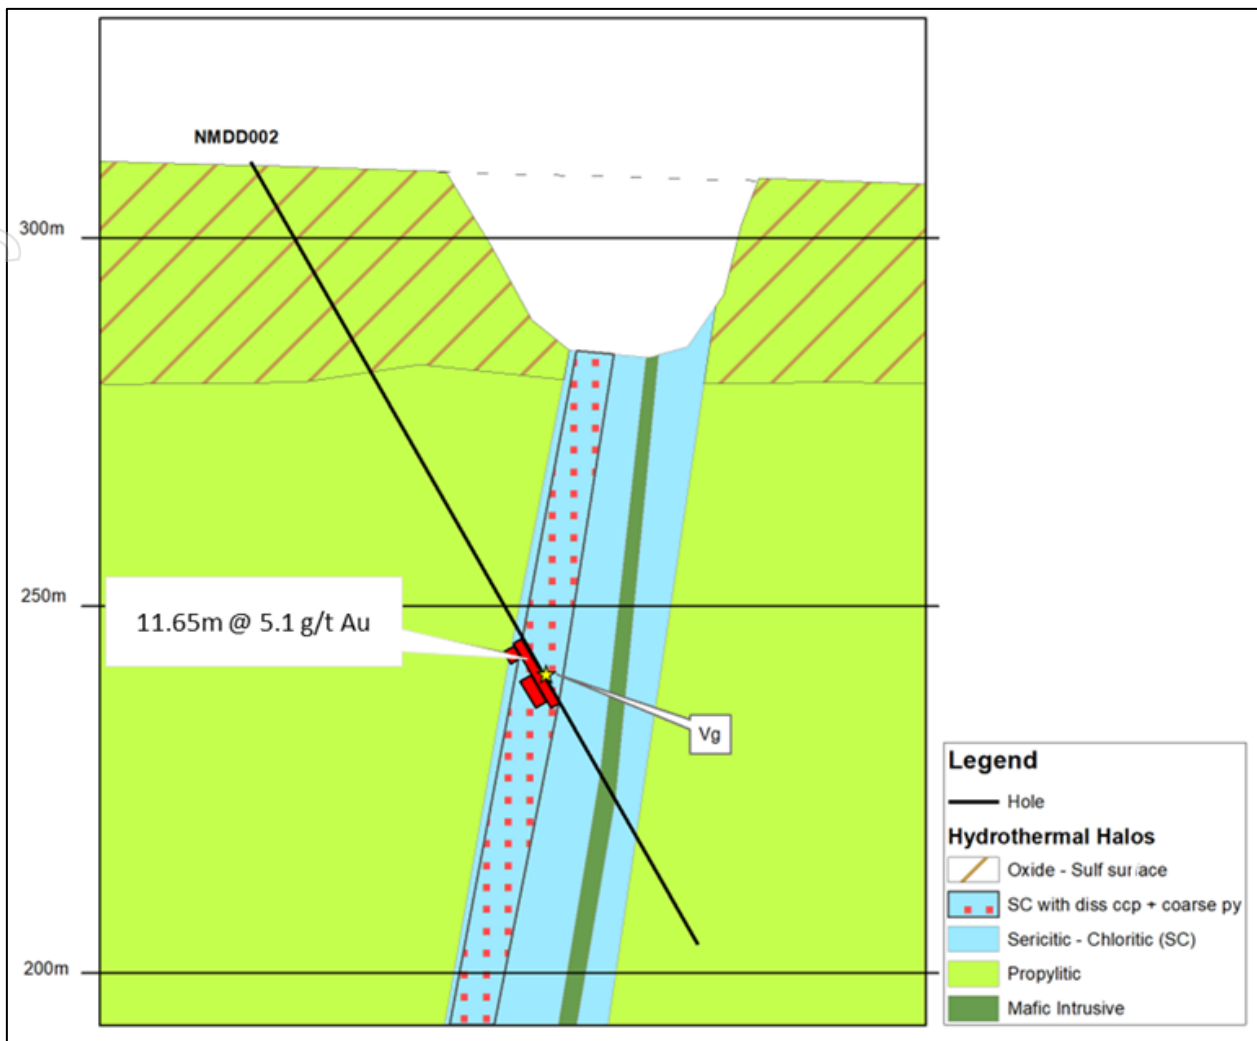 NMDD002
300m
250m
11.65m @ 5.1 g/t Au
Vg
200m
Legend
Hole
Hydrothermal Halos
Oxide - Sulf surface
SC with diss ccp + coarse py
Sericitic - Chloritic (SC)
Propylitic
Mafic Intrusive